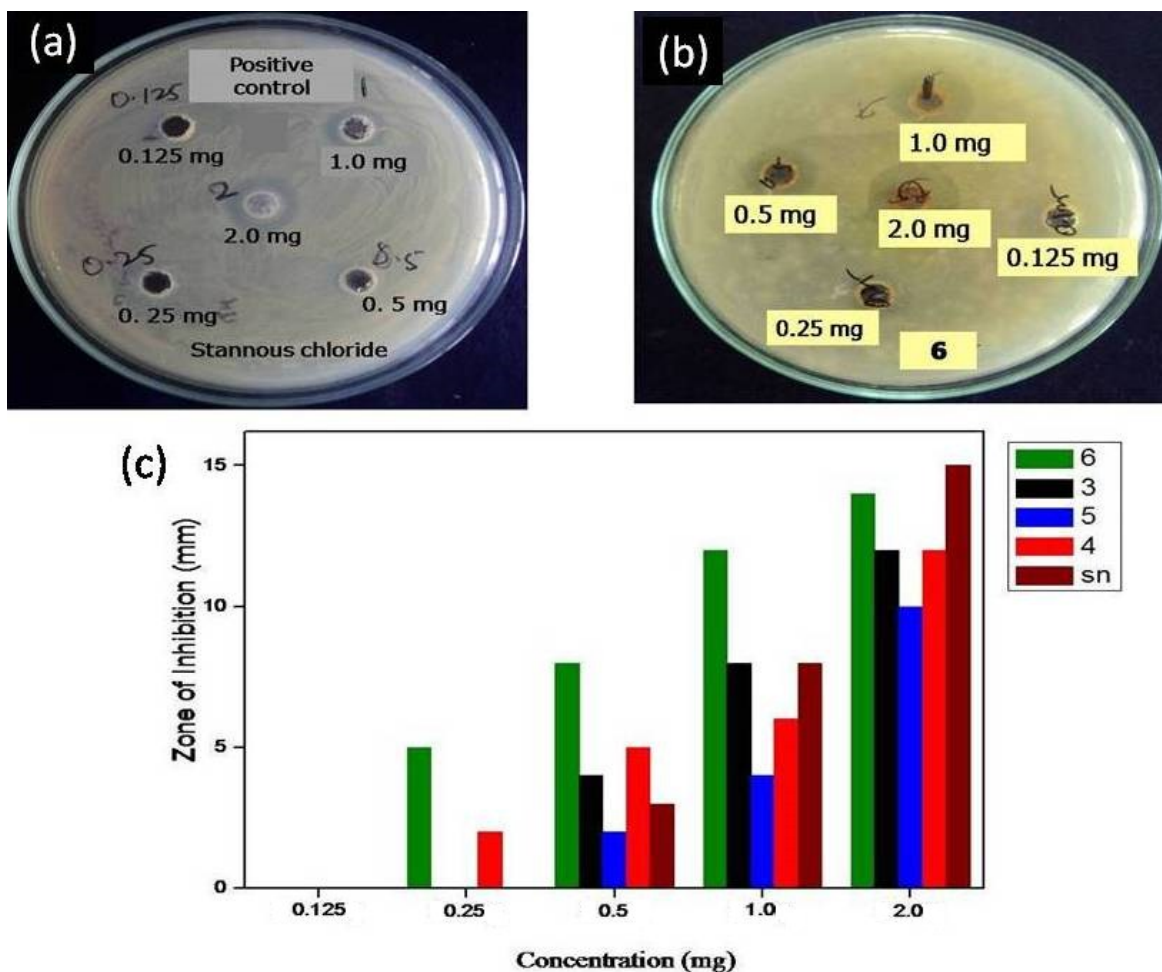 (a)
Positive
control
0.125
1
0.125 mg
1.0 mg
2
2.0 mg
0.25
0.5
0. 25 mg
0. 5 mg
Stannous chloride
(b)
1.0 mg
0.5 mg
2.0 mg
0.125 mg
0.25 mg
6
(c)
Zone of Inhibition (mm)
15
10
5
0
0.125
0.25
0.5
1.0
2.0
Concentration (mg)
6
3
5
4
sn